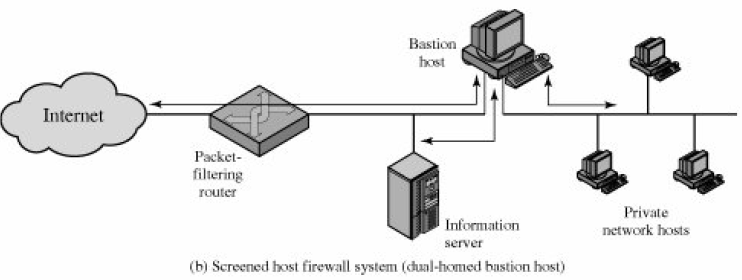 Bastion
host
Internet
Packet-
filtering
router
Information
server
Private
network hosts
(b) Screened host firewall system (dual-homed bastion host)